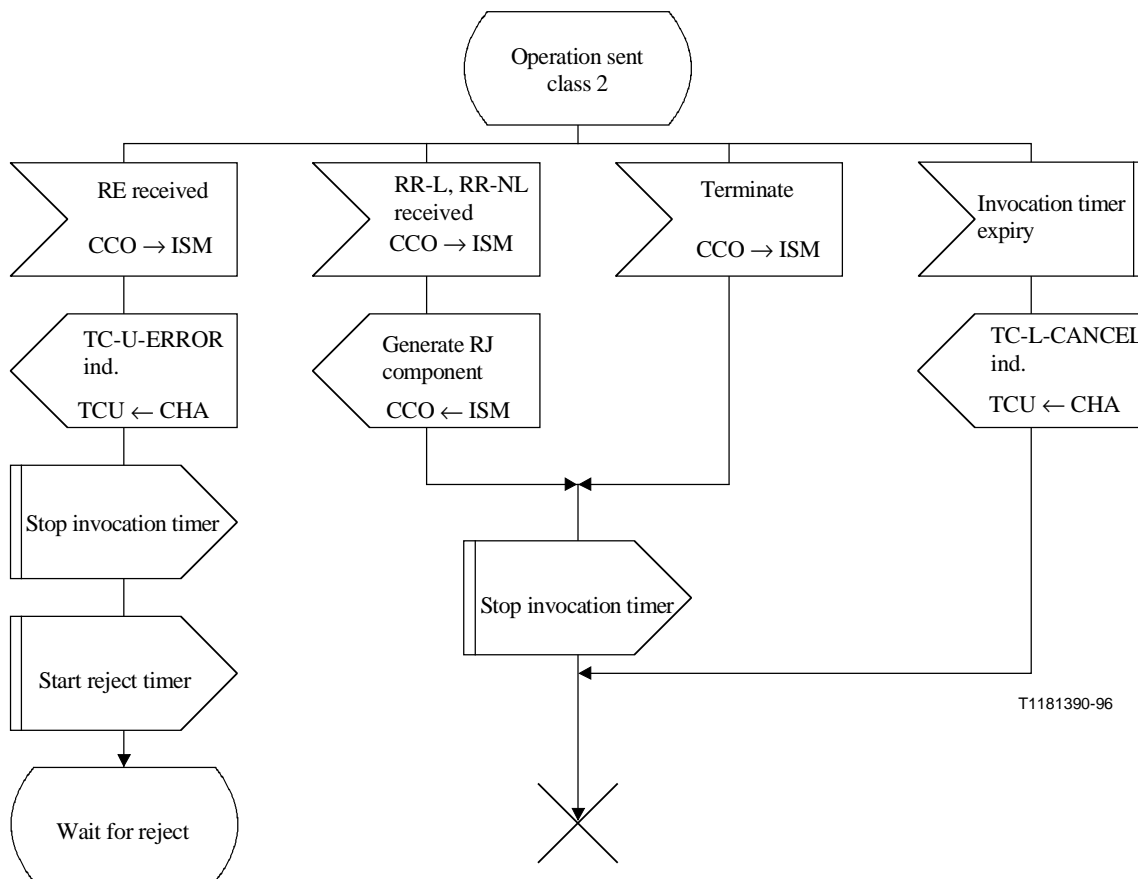 Operation sent
class 2
RE received
CCO → ISM
RR-L, RR-NL
received
CCO → ISM
Terminate
CCO → ISM
Invocation timer
expiry
TC-U-ERROR
ind.
TCU ← CHA
Generate RJ
component
CCO ← ISM
TC-L-CANCEL
ind.
TCU ← CHA
Stop invocation timer
Stop invocation timer
Start reject timer
T1181390-96
Wait for reject